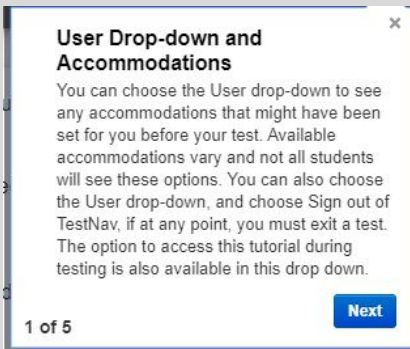 ×
User Drop-down and
Accommodations
You can choose the User drop-down to see
any accommodations that might have been
set for you before your test. Available
accommodations vary and not all students
will see these options. You can also choose
the User drop-down, and choose Sign out of
TestNav, if at any point, you must exit a test.
The option to access this tutorial during
testing is also available in this drop down.
Next
1 of 5